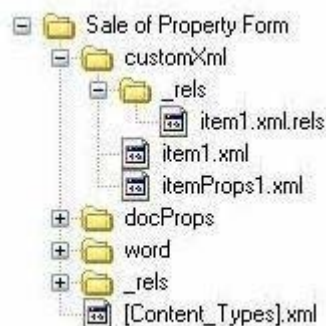 Sale of Property Form
customXml
_rels
item1.xml.rels
item1.xml
itemProps1.xml
docProps
word
_rels
[Content_Types].xml